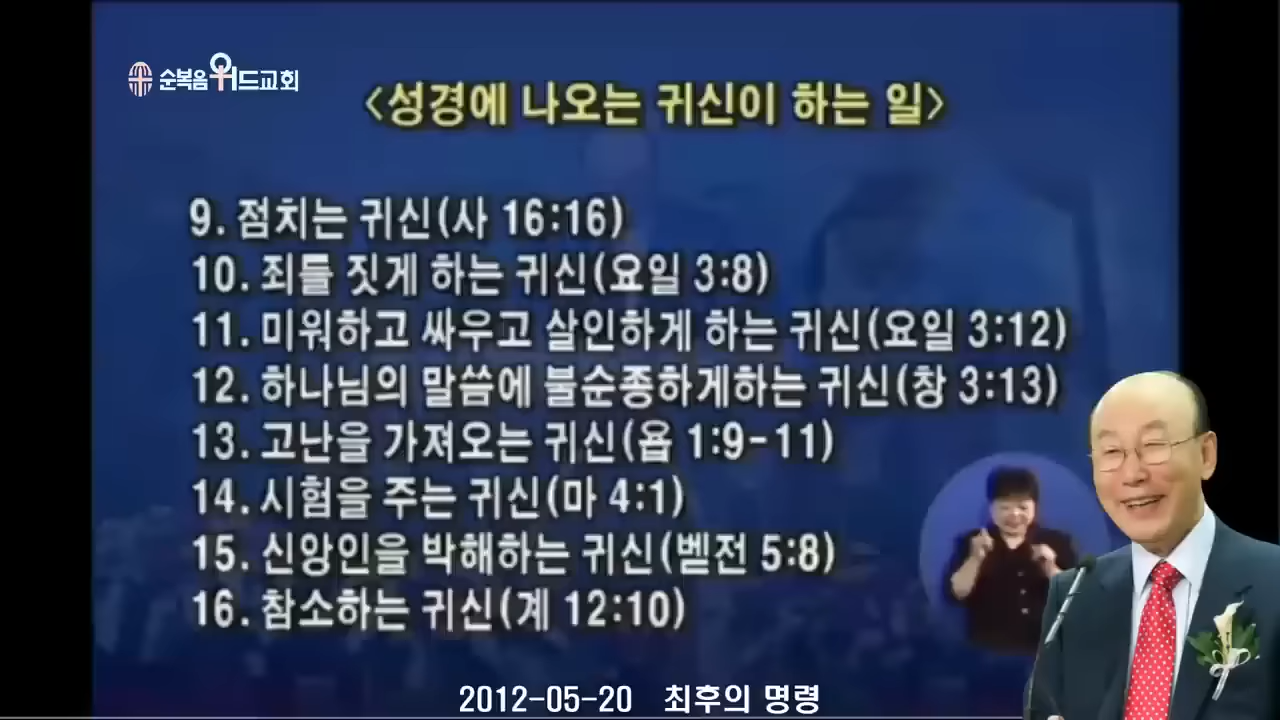 순복음위드교회
<성경에 나오는 귀신이 하는 일>
9. 점치는 귀신(사 16:16)
10. 죄를 짓게 하는 귀신(요일 3:8)
11. 미워하고 싸우고 살인하게 하는 귀신(요일 3:12)
12. 하나님의 말씀에 불순종하게하는 귀신(창 3:13)
13. 고난을 가져오는 귀신(욥 1:9-11)
14. 시험을 주는 귀신(마 4:1)
15. 신앙인을 박해하는 귀신(벧전 5:8)
16. 참소하는 귀신(계 12:10)
2012-05-20 최후의 명령